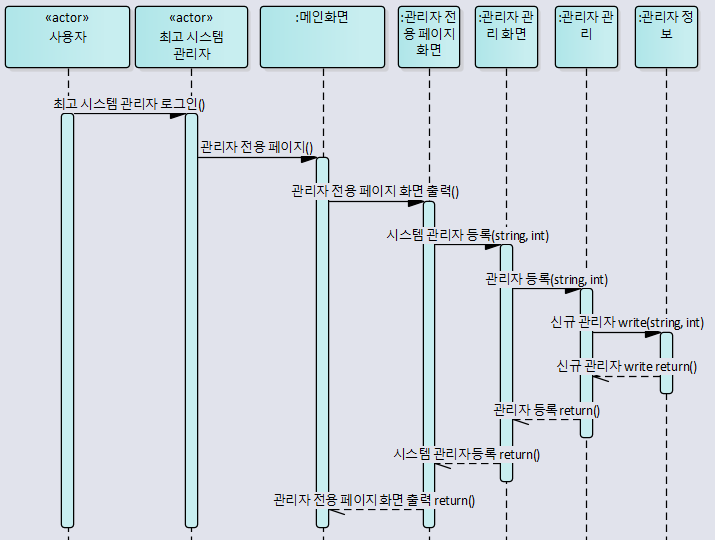 «actor»
사용자
«actor»
최고 시스템
관리자
:메인화면
:관리자 전
용 페이지
화면
:관리자 관
리 화면
:관리자 관
리
:관리자 정
보
최고 시스템 관리자 로그인()
관리자 전용 페이지()
관리자 전용 페이지 화면 출력()
시스템 관리자 등록(string, int)
관리자 등록(string, int)
신규 관리자 write(string, int)
신규 관리자 write return()
관리자 등록 return()
시스템 관리자등록 return()
관리자 전용 페이지 화면 출력 return()